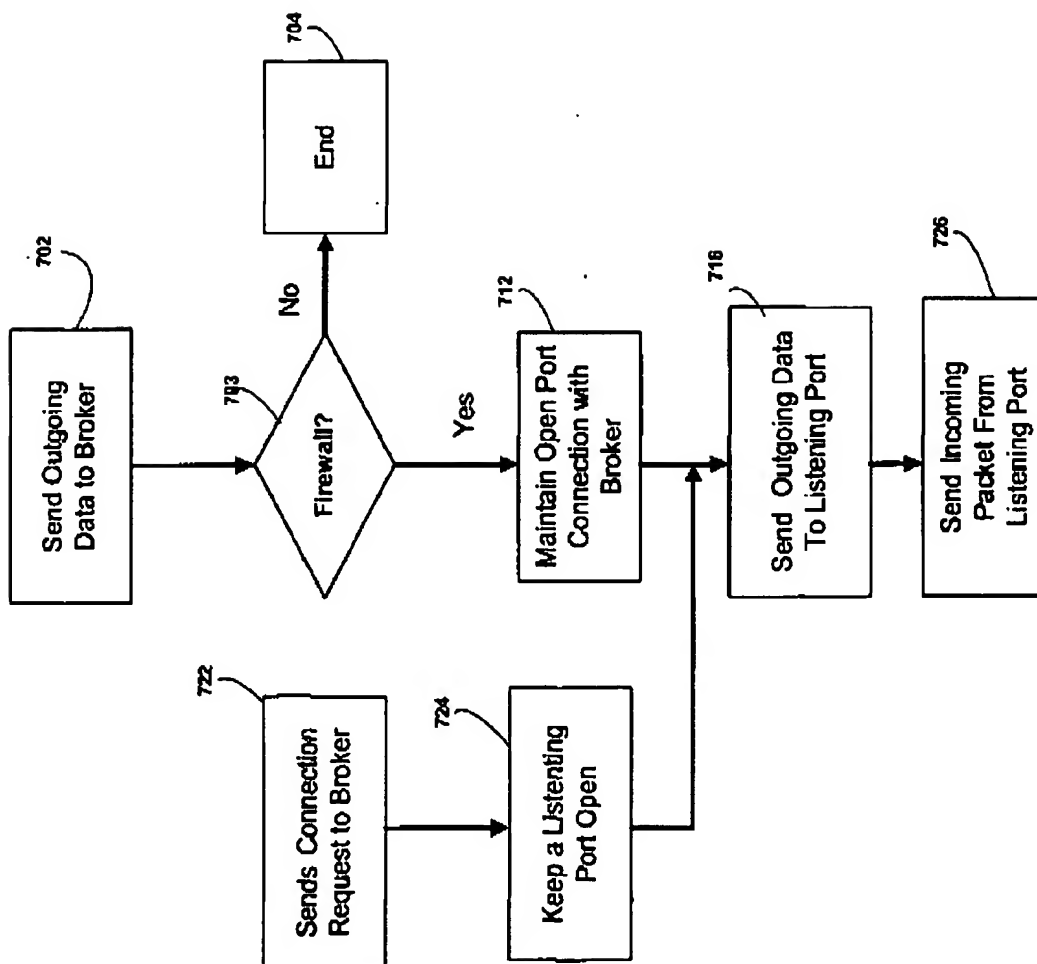 702
Send Outgoing
Data to Broker
703
Firewall?
No
704
End
Yes
712
Maintain Open Port
Connection with
Broker
722
Sends Connection
Request to Broker
724
Keep a Listenting
Port Open
716
Send Outgoing Data
To Listening Port
726
Send Incoming
Packet From
Listening Port